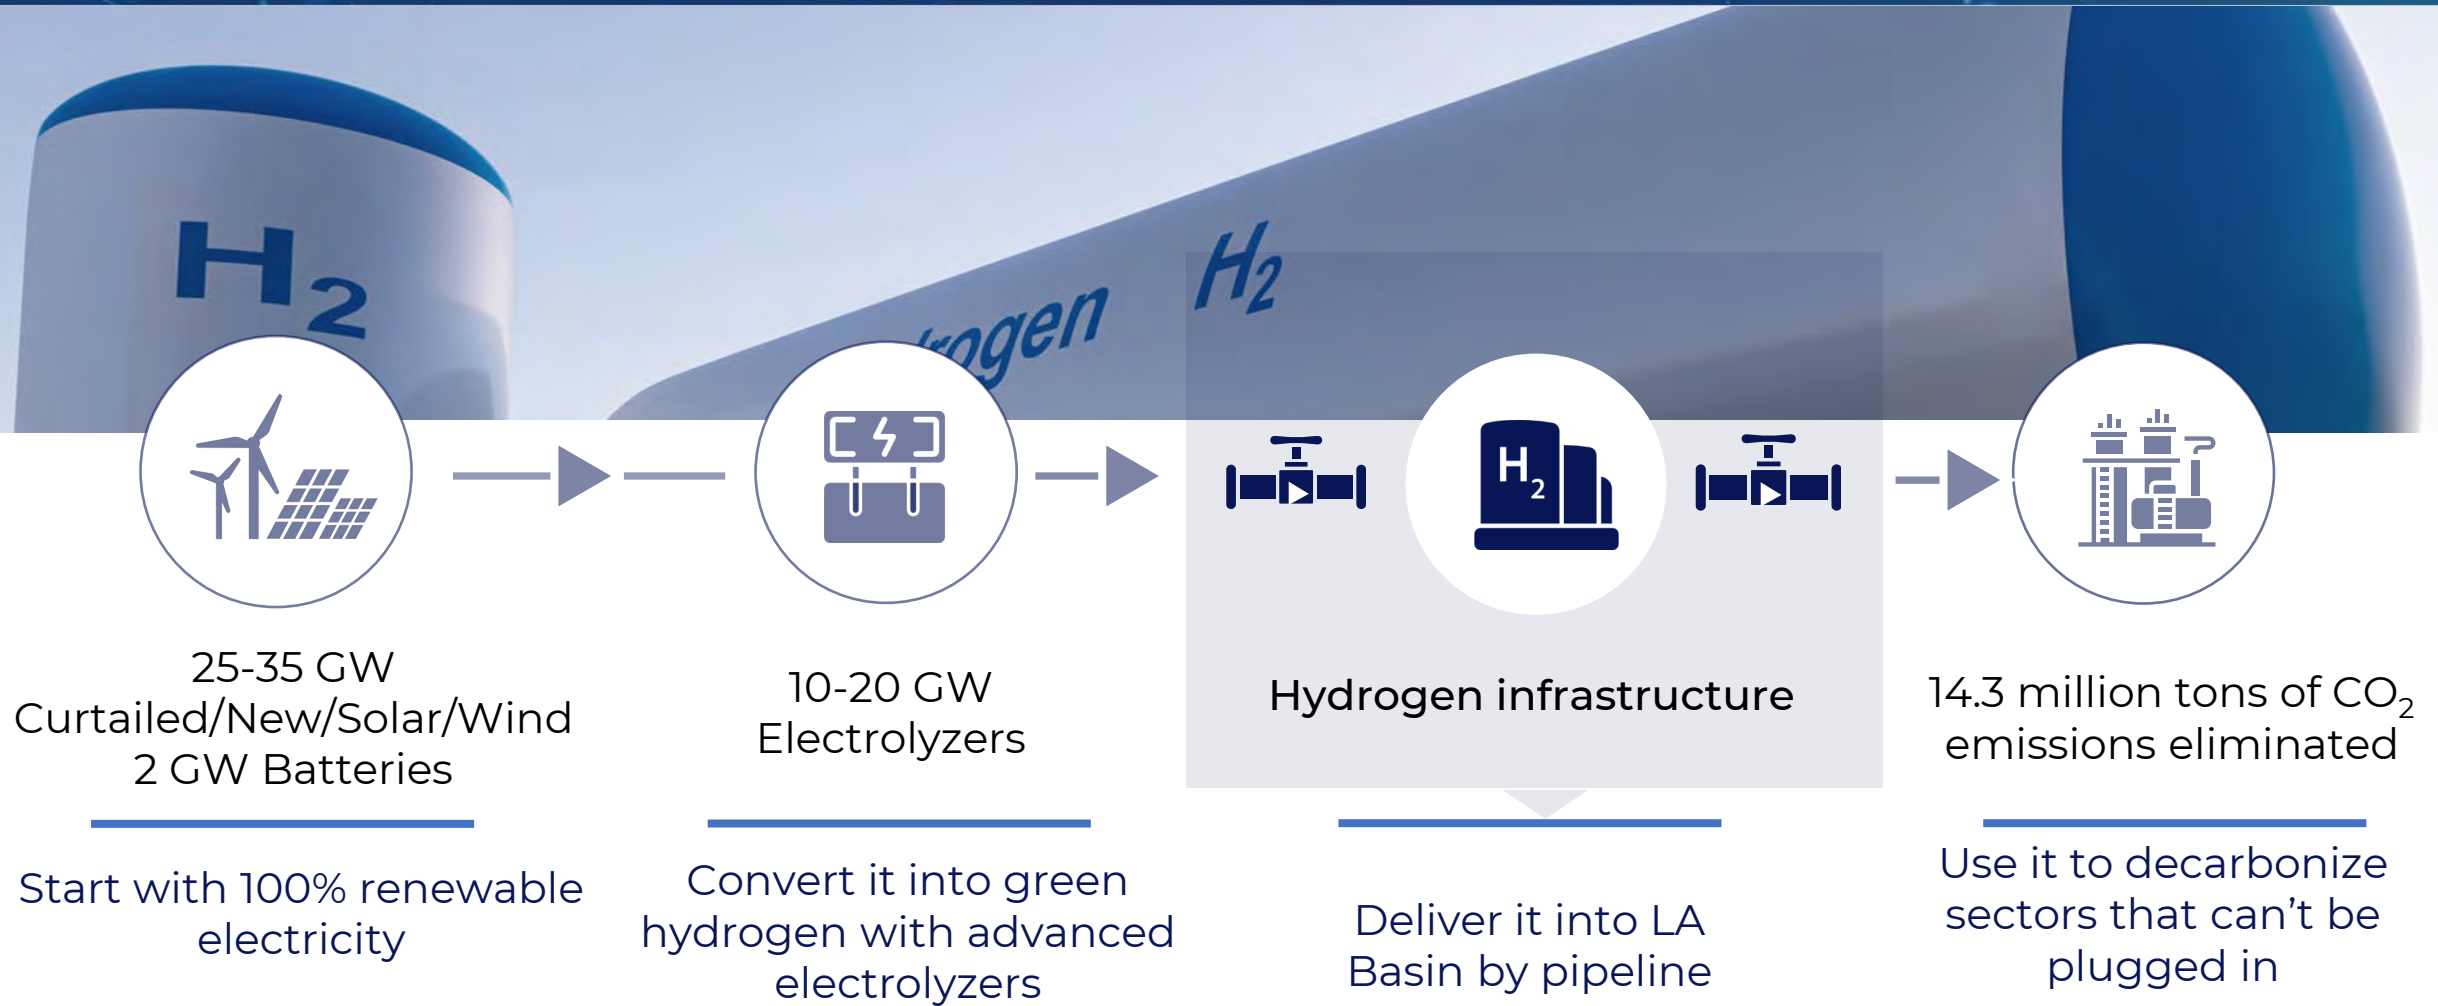 H2
rogen H2
H2
25-35 GW
Curtailed/New/Solar/Wind
2 GW Batteries
10-20 GW
Electrolyzers
Hydrogen infrastructure
14.3 million tons of CO2
emissions eliminated
Start with 100% renewable
electricity
Convert it into green
hydrogen with advanced
electrolyzers
Deliver it into LA
Basin by pipeline
Use it to decarbonize
sectors that can’t be
plugged in